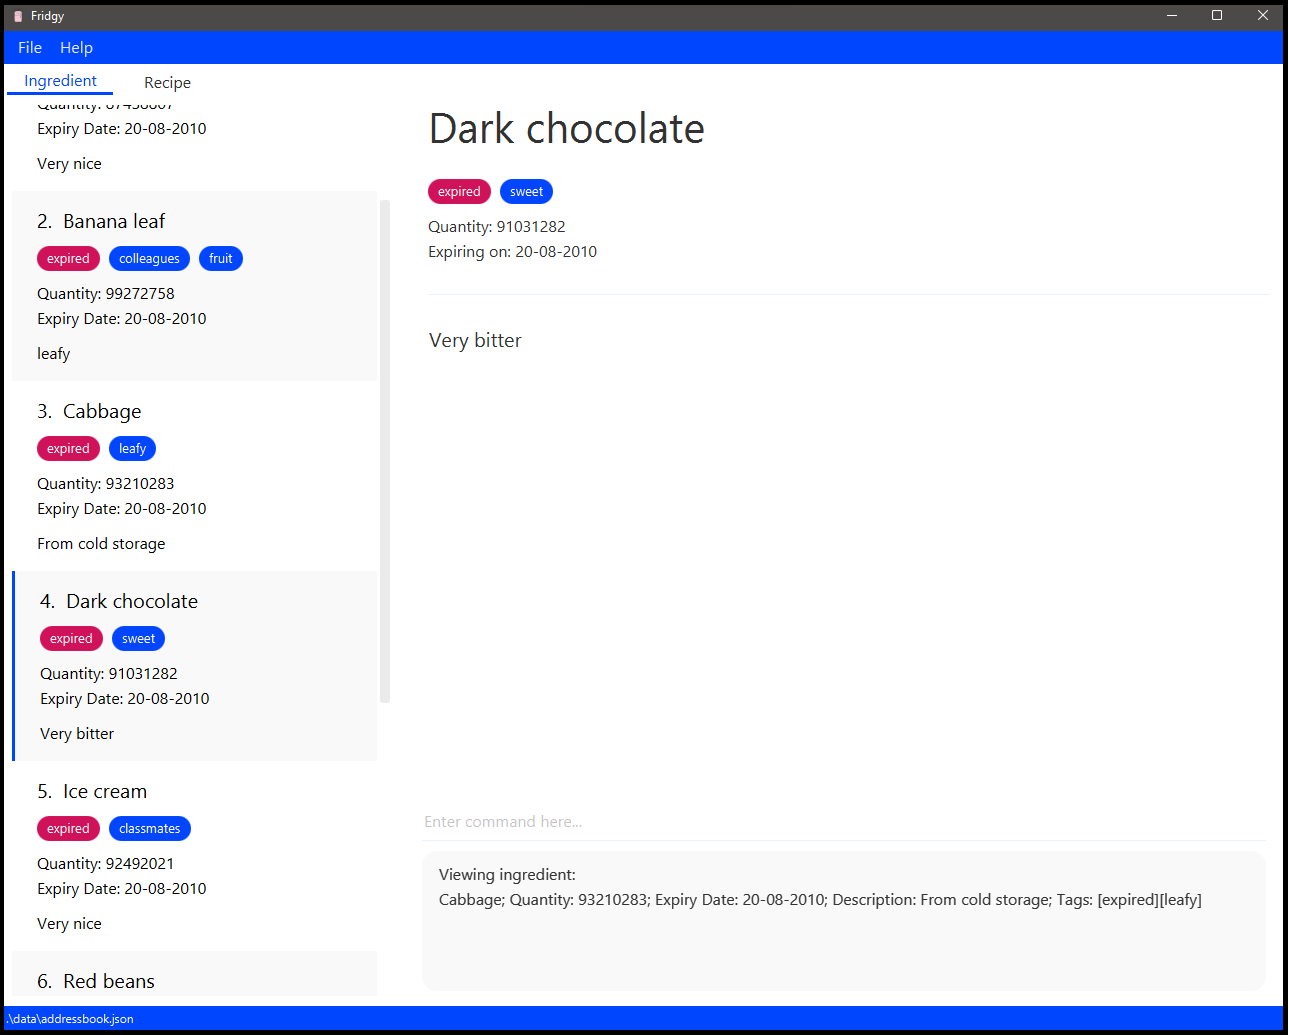 Fridgy
File Help
Ingredient Recipe
Expiry Date: 20-08-2010
Very nice
2. Banana leaf
expired colleagues fruit
Quantity: 99272758
Expiry Date: 20-08-2010
leafy
3. Cabbage
expired leafy
Quantity: 93210283
Expiry Date: 20-08-2010
From cold storage
4. Dark chocolate
expired sweet
Quantity: 91031282
Expiry Date: 20-08-2010
Very bitter
5. Ice cream
expired classmates
Quantity: 92492021
Expiry Date: 20-08-2010
Very nice
6. Red beans
Dark chocolate
expired sweet
Quantity: 91031282
Expiring on: 20-08-2010
Very bitter
Enter command here...
Viewing ingredient:
Cabbage; Quantity: 93210283; Expiry Date: 20-08-2010; Description: From cold storage; Tags: [expired][leafy]
.\data\addressbook.json